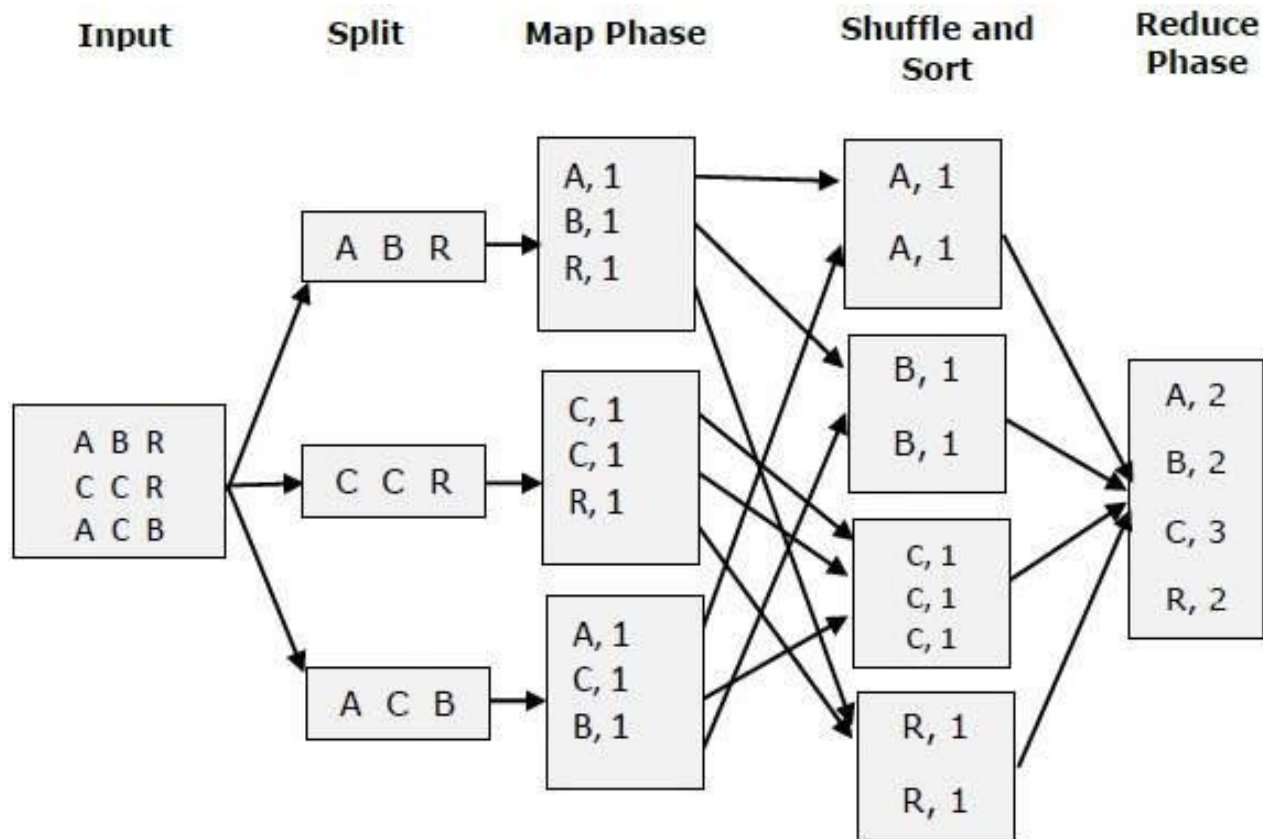 Input
Split
Map Phase
Shuffle and
Sort
Reduce
Phase
A B R
C C R
A C B
A B R
C C R
A C B
A, 1
B, 1
R, 1
C, 1
C, 1
R, 1
A, 1
C, 1
B, 1
A, 1
A, 1
B, 1
B, 1
C, 1
C, 1
C, 1
R, 1
R, 1
A, 2
B, 2
C, 3
R, 2